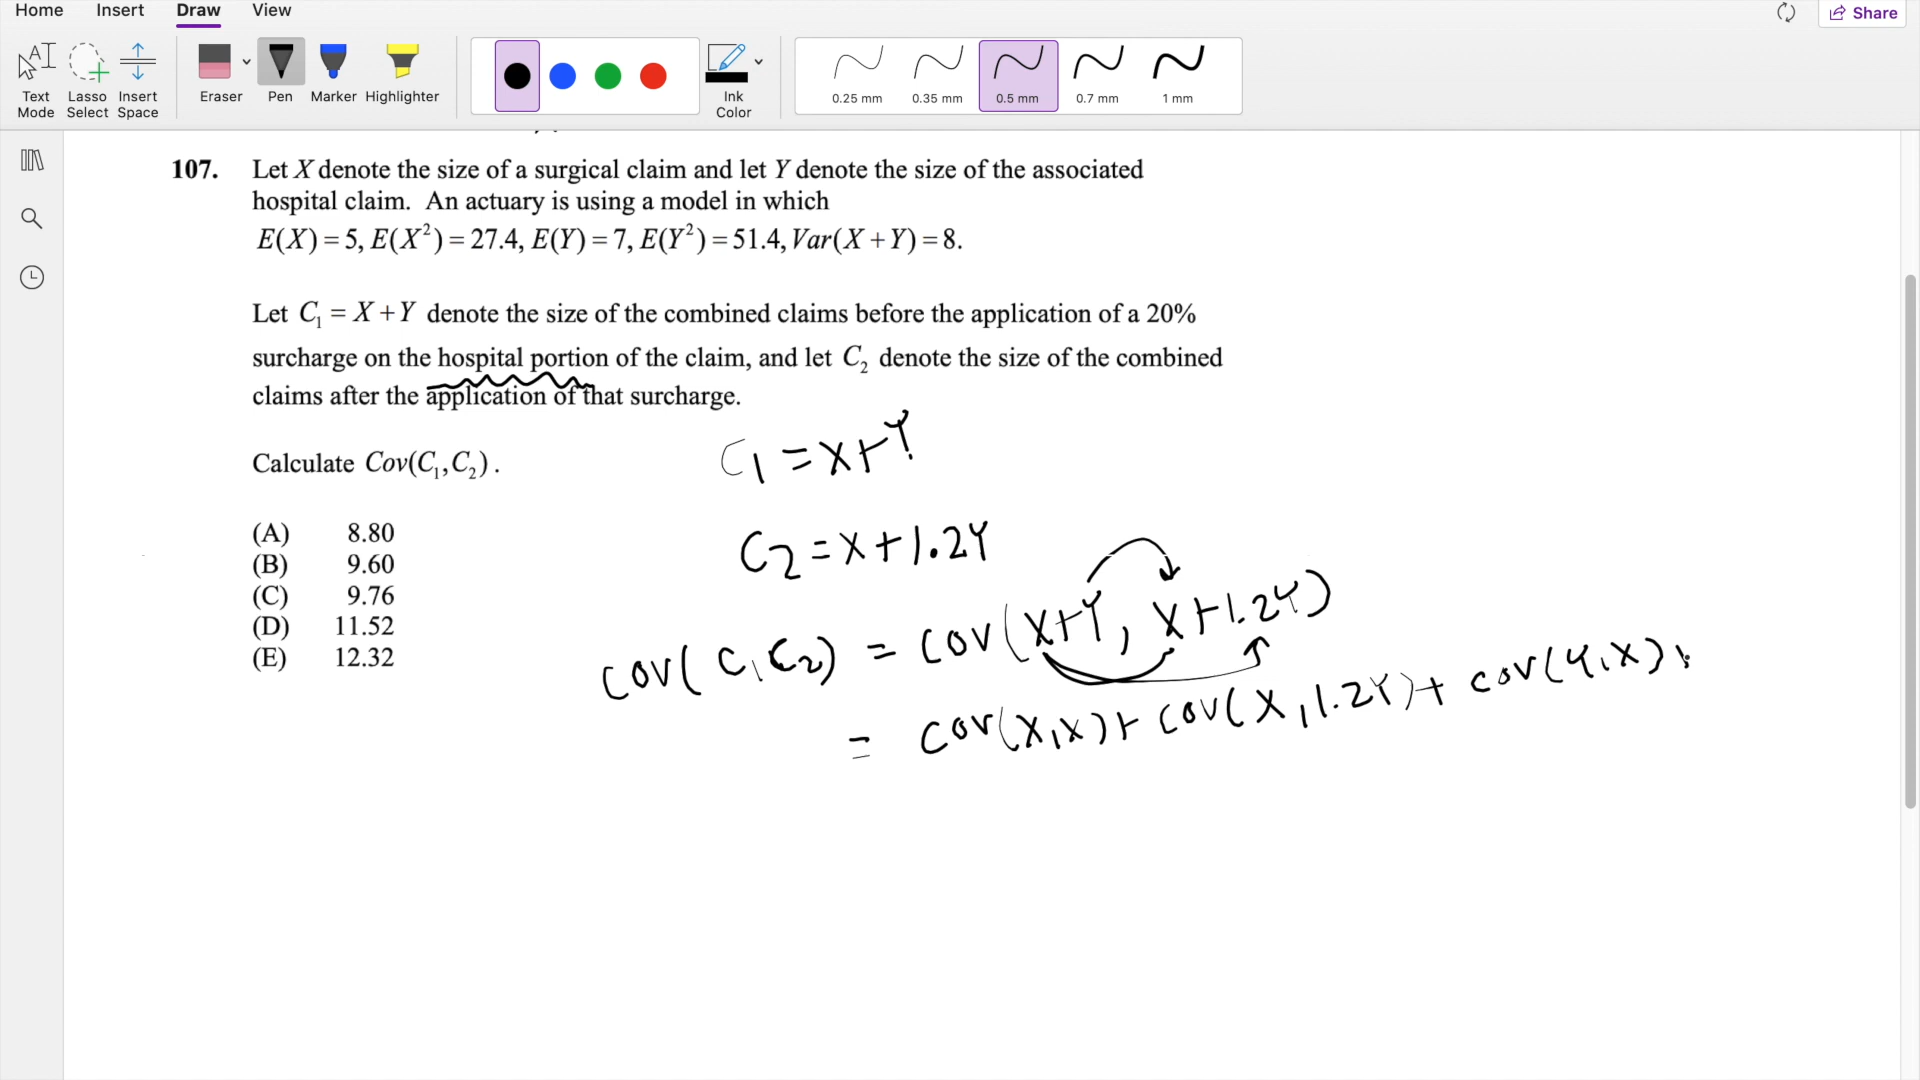 Home Insert Draw View
Share
Text Mode
Lasso Select
Insert Space
Eraser
Pen
Marker
Highlighter
Ink Color
0.25 mm
0.35 mm
0.5 mm
0.7 mm
1 mm
107. Let X denote the size of a surgical claim and let Y denote the size of the associated
hospital claim. An actuary is using a model in which
E(X) = 5, E(X²) = 27.4, E(Y) = 7, E(Y²) = 51.4, Var(X + Y) = 8.
Let C₁ = X + Y denote the size of the combined claims before the application of a 20%
surcharge on the hospital portion of the claim, and let C₂ denote the size of the combined
claims after the application of that surcharge.
C1 = X+Y
Calculate Cov(C₁, C₂).
C2 = X+1.2Y
(A) 8.80
(B) 9.60
(C) 9.76
(D) 11.52
(E) 12.32
COV( C1, C2) = COV(X+Y, X+1.2Y)
= COV(X,X)+ COV(X,1.2Y)+ COV(Y,X)